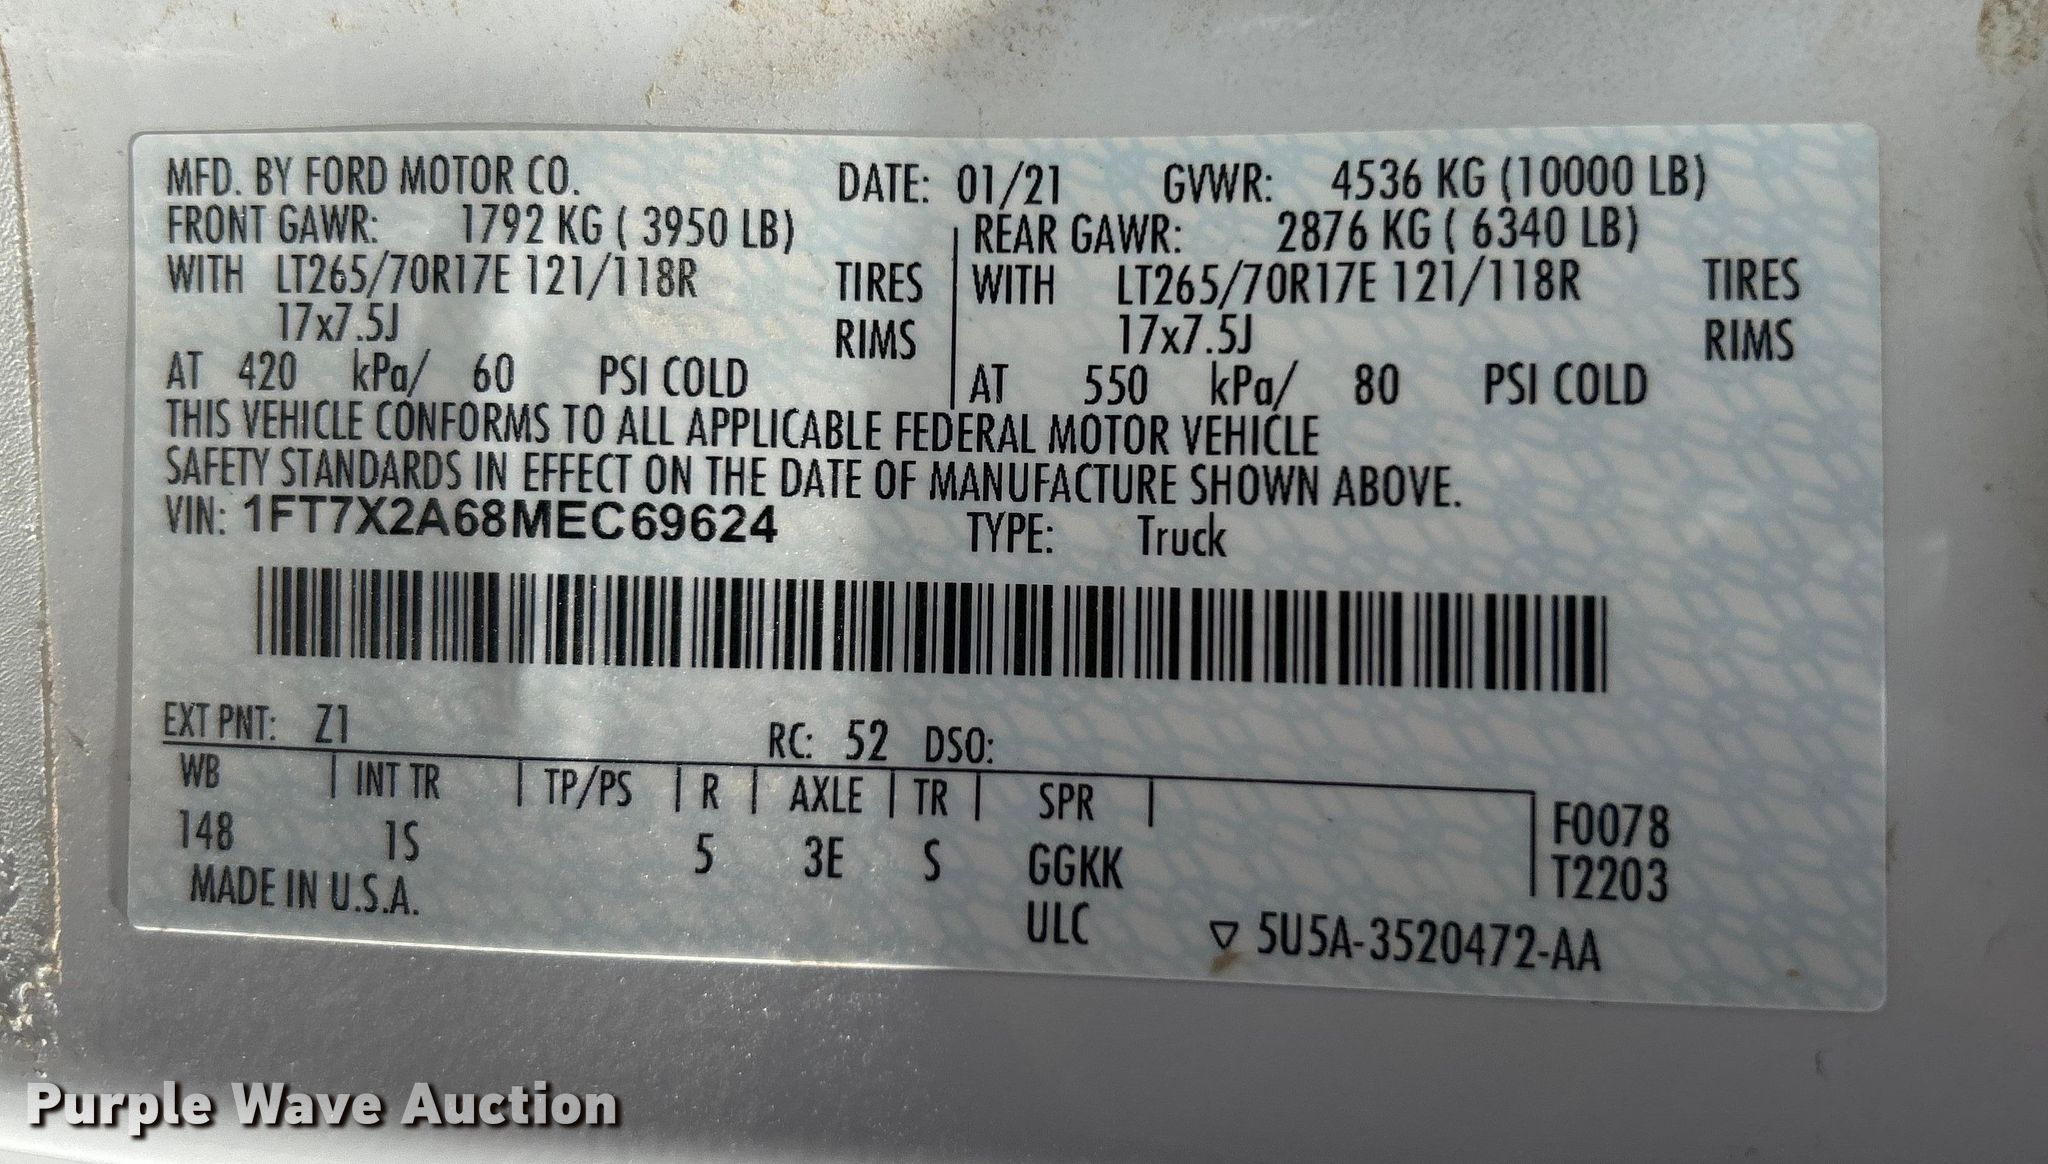 MFD. BY FORD MOTOR CO. DATE: 01/21 GVWR: 4536 KG (10000 LB)
FRONT GAWR: 1792 KG ( 3950 LB) REAR GAWR: 2876 KG ( 6340 LB)
WITH LT265/70R17E 121/118R TIRES WITH LT265/70R17E 121/118R TIRES
17x7.5J RIMS 17x7.5J RIMS
AT 420 kPa/ 60 PSI COLD AT 550 kPa/ 80 PSI COLD
THIS VEHICLE CONFORMS TO ALL APPLICABLE FEDERAL MOTOR VEHICLE
SAFETY STANDARDS IN EFFECT ON THE DATE OF MANUFACTURE SHOWN ABOVE.
VIN: 1FT7X2A68MEC69624 TYPE: Truck
EXT PNT: Z1 RC: 52 DSO:
WB INT TR TP/PS R AXLE TR SPR F0078
148 1S 5 3E S GGKK T2203
MADE IN U.S.A. ULC 5U5A-3520472-AA
Purple Wave Auction